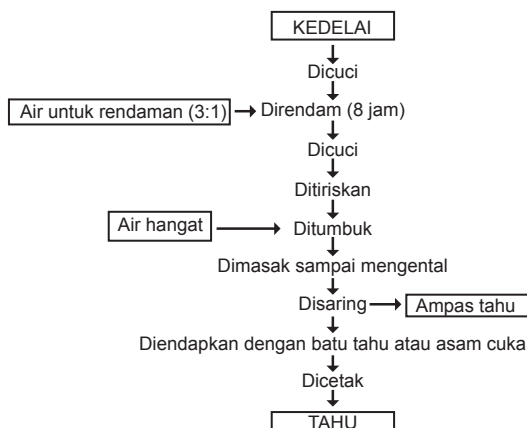 KEDELAI
Dicuci
Air untuk rendaman (3:1)
Direndam (8 jam)
Dicuci
Ditiriskan
Air hangat
Ditumbuk
Dimasak sampai mengental
Disaring
Ampas tahu
Diendapkan dengan batu tahu atau asam cuka
Dicetak
TAHU